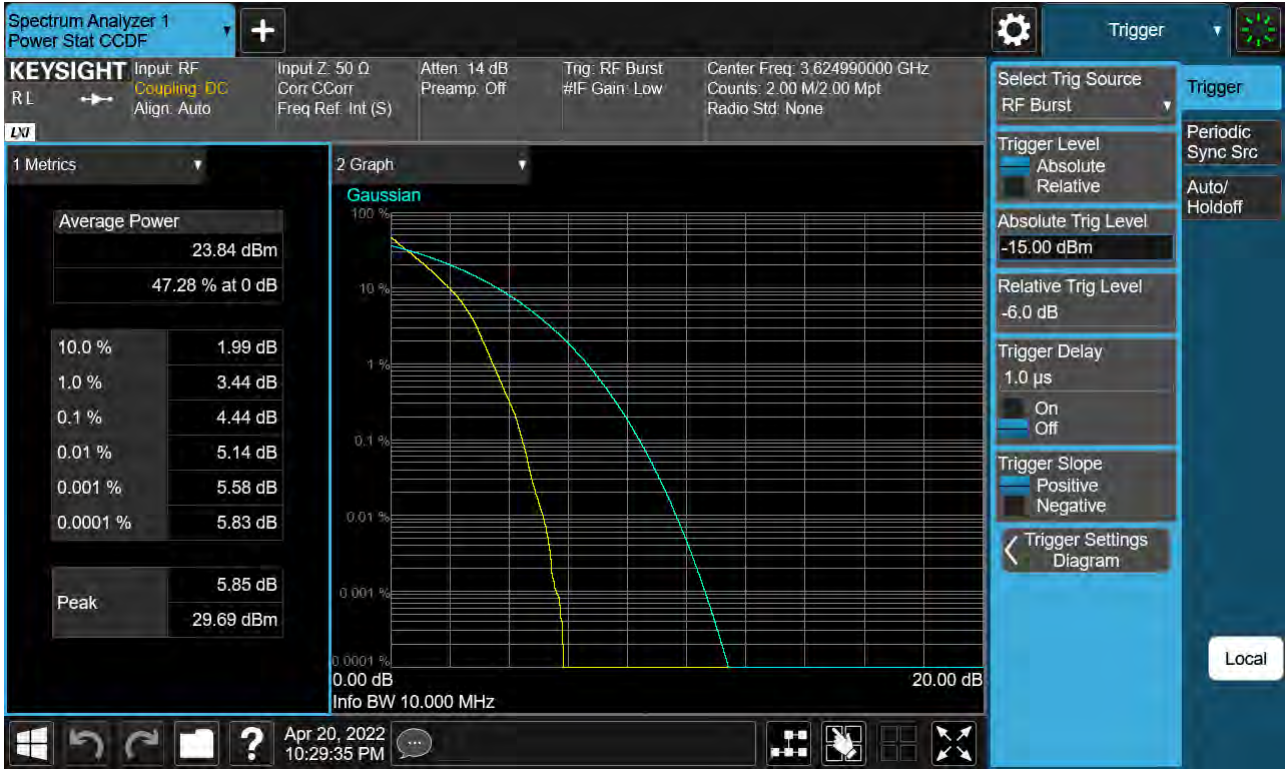 Spectrum Analyzer 1
Power Stat CCDF
+
Trigger
KEYSIGHT
R L
LXI
Input: RF
Coupling: DC
Align: Auto
Input Z: 50 Ω
Corr CCorr
Freq Ref: Int (S)
Atten: 14 dB
Preamp: Off
Trig: RF Burst
#IF Gain: Low
Center Freq: 3.624990000 GHz
Counts: 2.00 M/2.00 Mpt
Radio Std: None
1 Metrics
Average Power
23.84 dBm
47.28 % at 0 dB
10.0 % 1.99 dB
1.0 % 3.44 dB
0.1 % 4.44 dB
0.01 % 5.14 dB
0.001 % 5.58 dB
0.0001 % 5.83 dB
Peak
5.85 dB
29.69 dBm
2 Graph
Gaussian
100 %
10 %
1 %
0.1 %
0.01 %
0.001 %
0.0001 %
0.00 dB 20.00 dB
Info BW 10.000 MHz
Select Trig Source
RF Burst
Trigger Level
Absolute
Relative
Absolute Trig Level
-15.00 dBm
Relative Trig Level
-6.0 dB
Trigger Delay
1.0 µs
On
Off
Trigger Slope
Positive
Negative
Trigger Settings
Diagram
Trigger
Periodic
Sync Src
Auto/
Holdoff
Local
?
Apr 20, 2022
10:29:35 PM